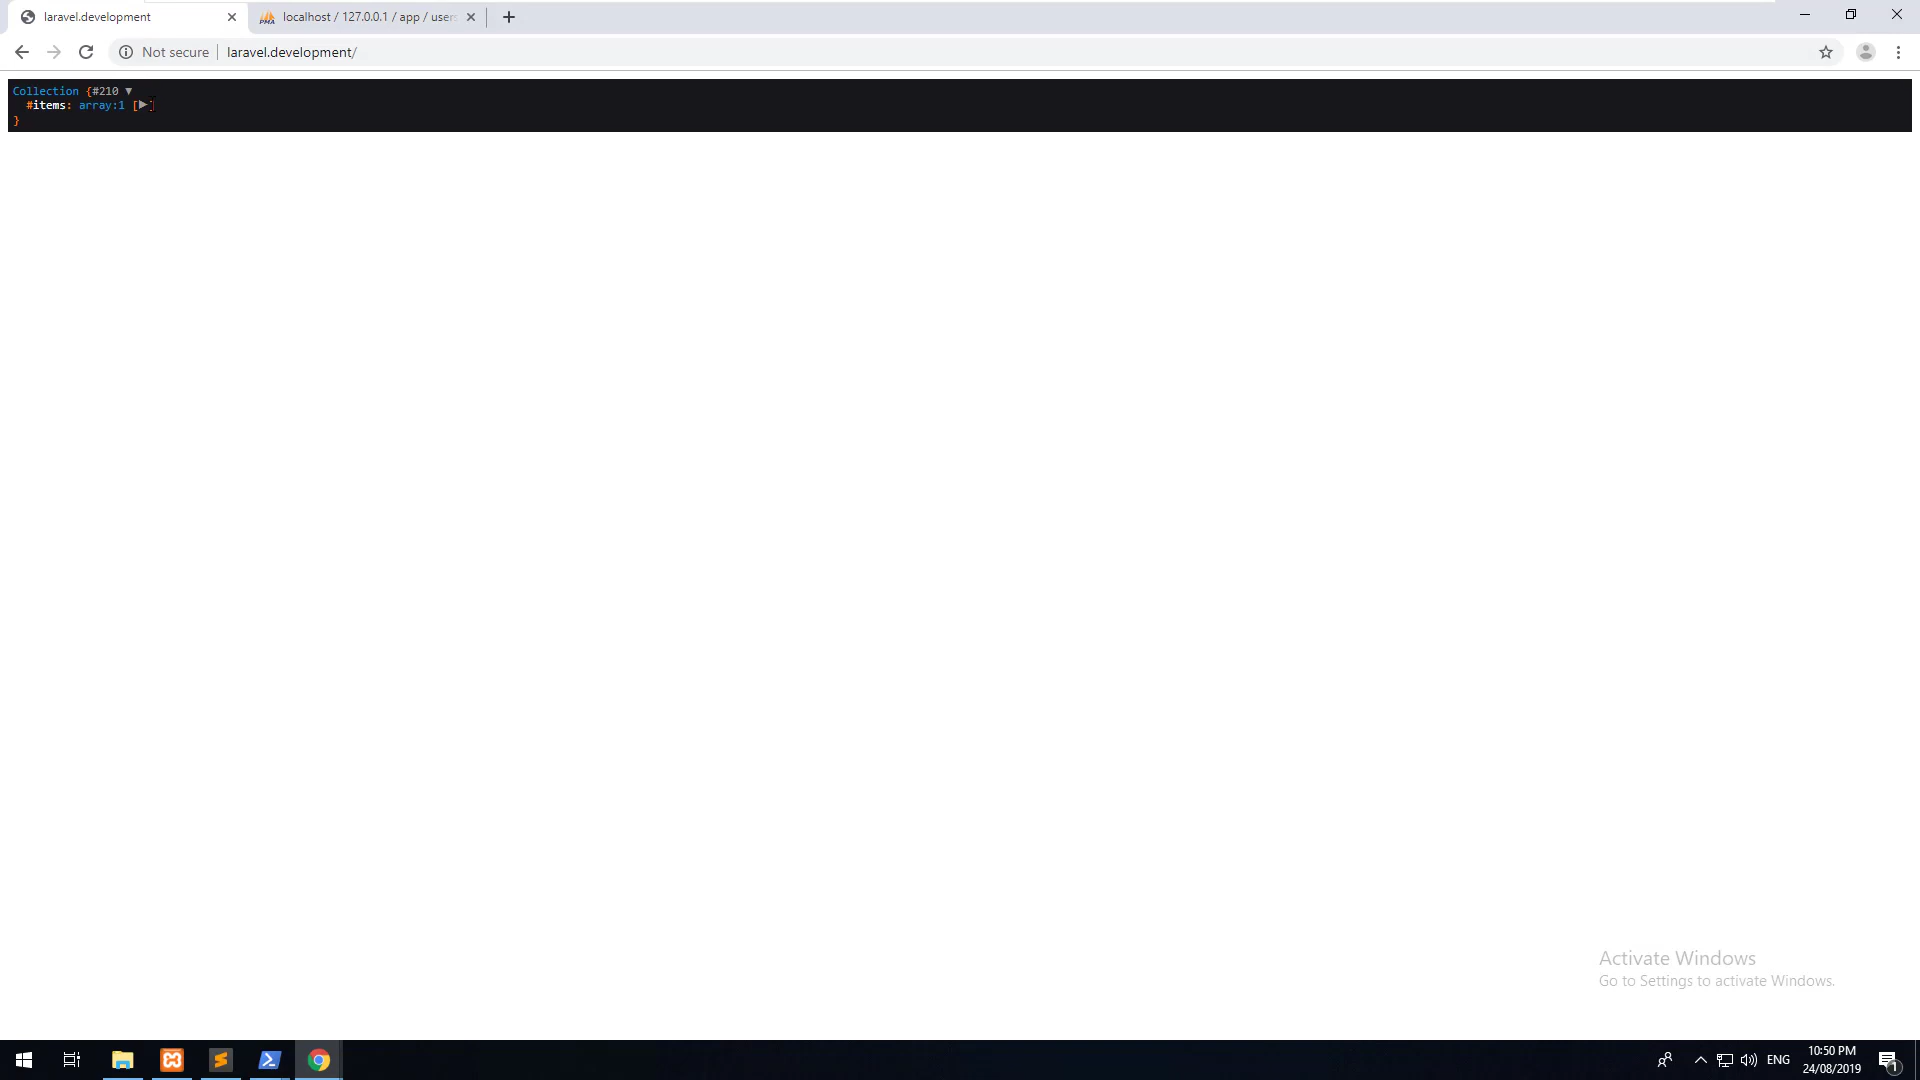 laravel.development
localhost / 127.0.0.1 / app / users
Not secure
laravel.development/
Collection {#210 ▼
#items: array:1 [▶]
}
Activate Windows
Go to Settings to activate Windows.
ENG
10:50 PM
24/08/2019
1